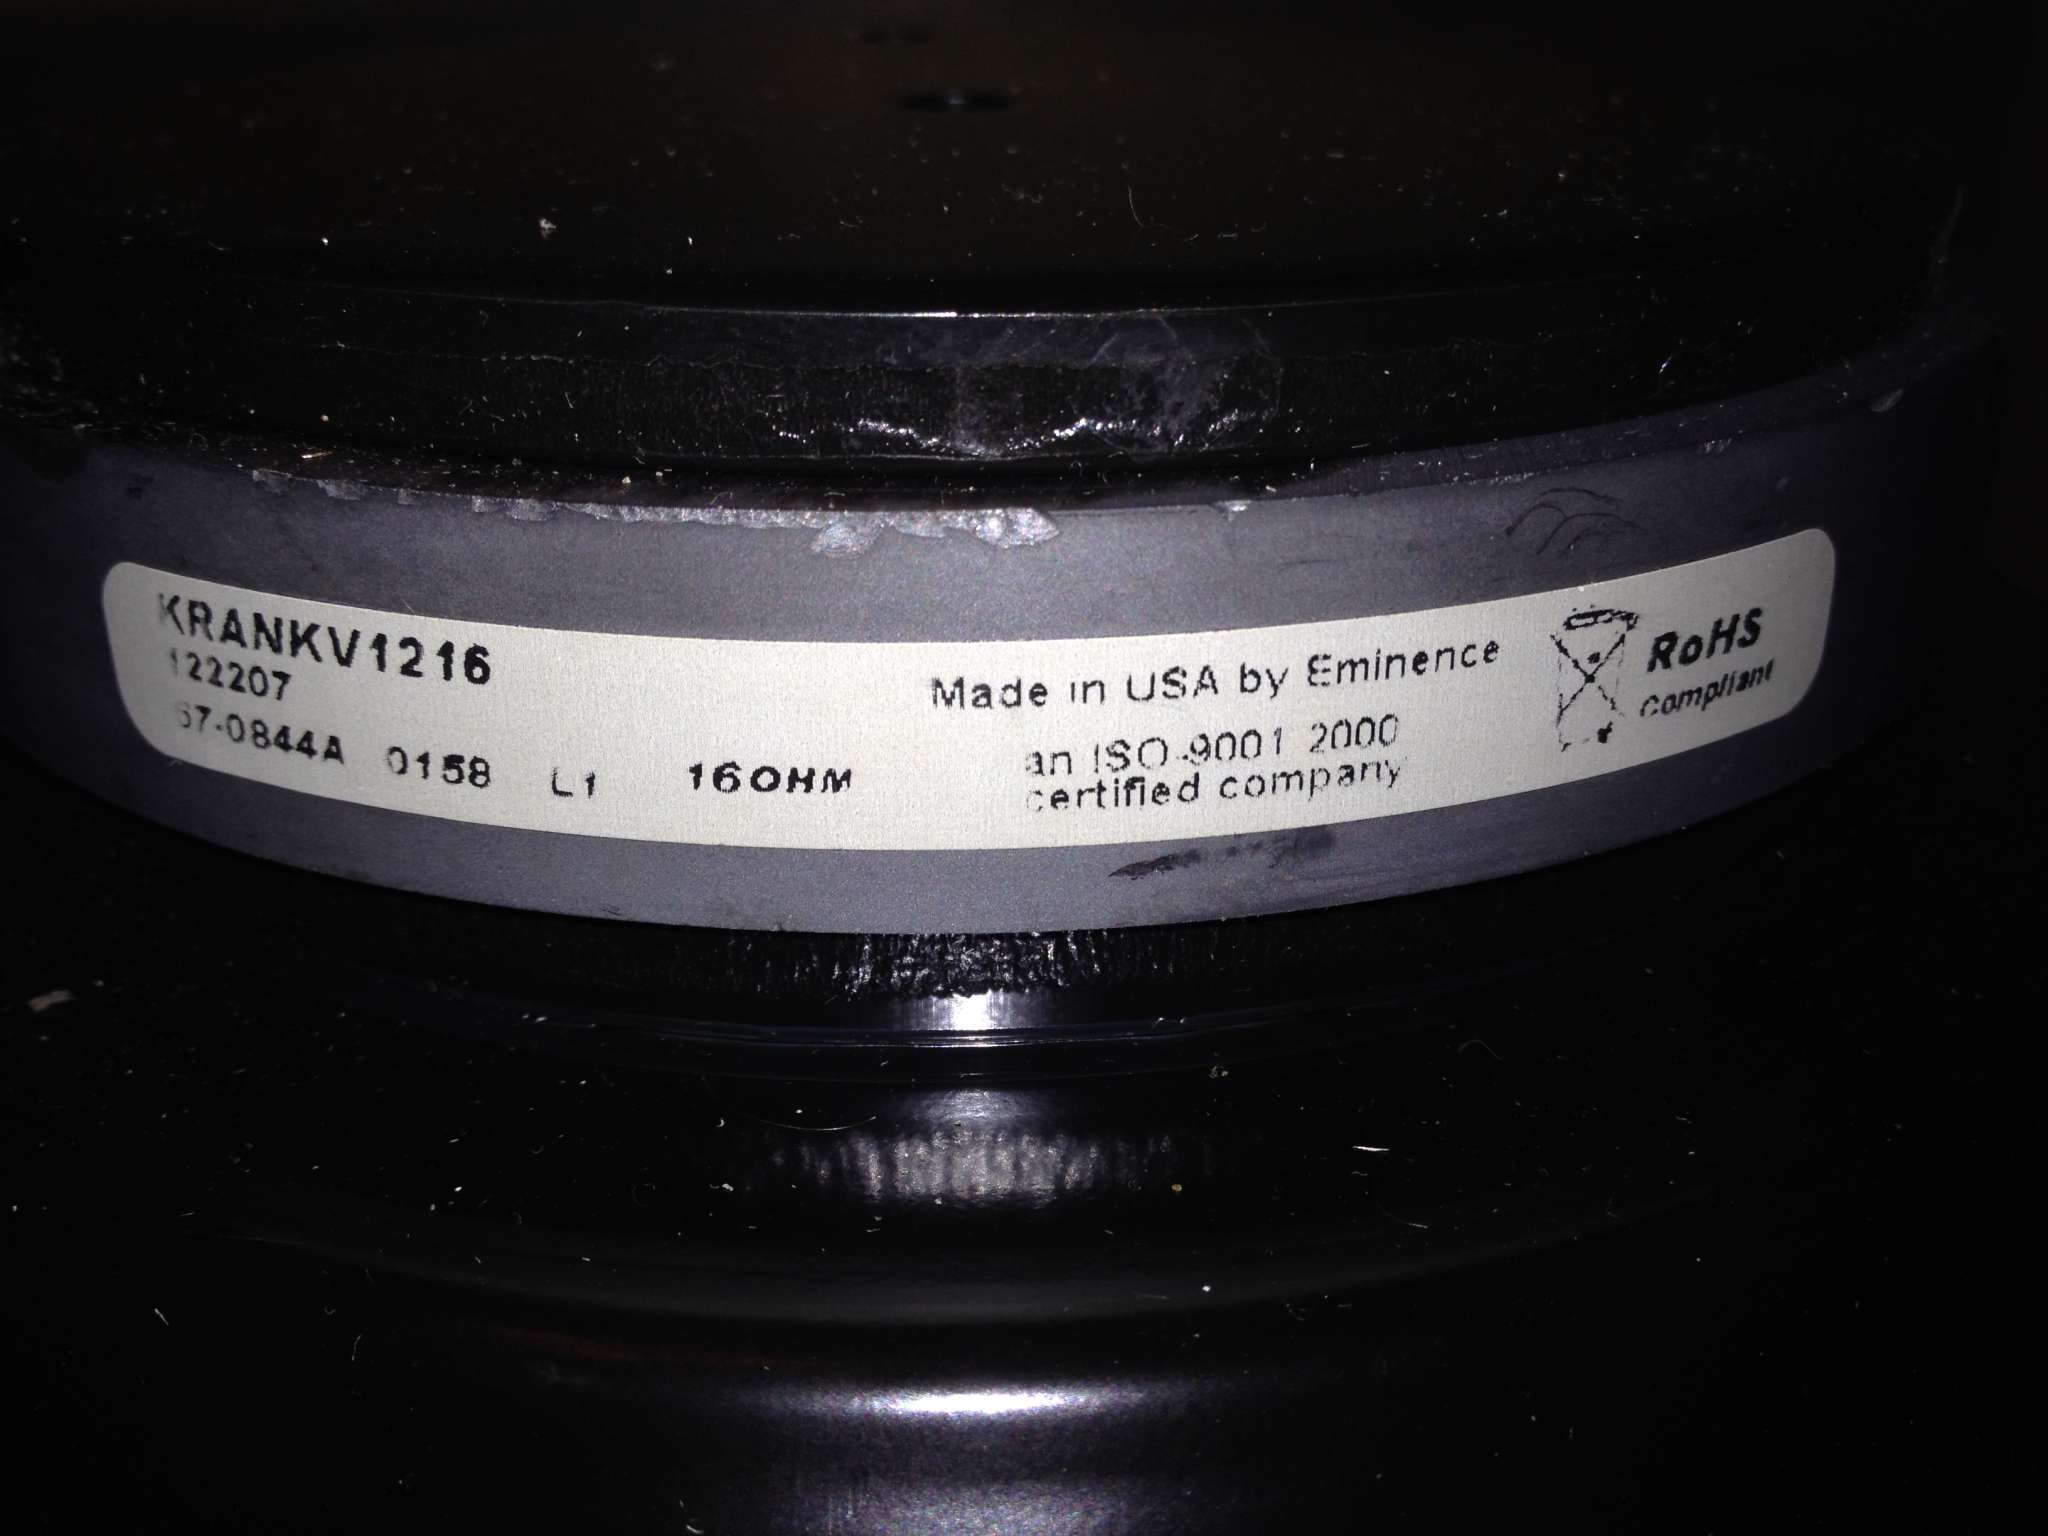 KRANKV1216
122207
67-0844A 0158 L1 16OHM
Made in USA by Eminence
an ISO-9001 2000
certified company
RoHS
Compliant